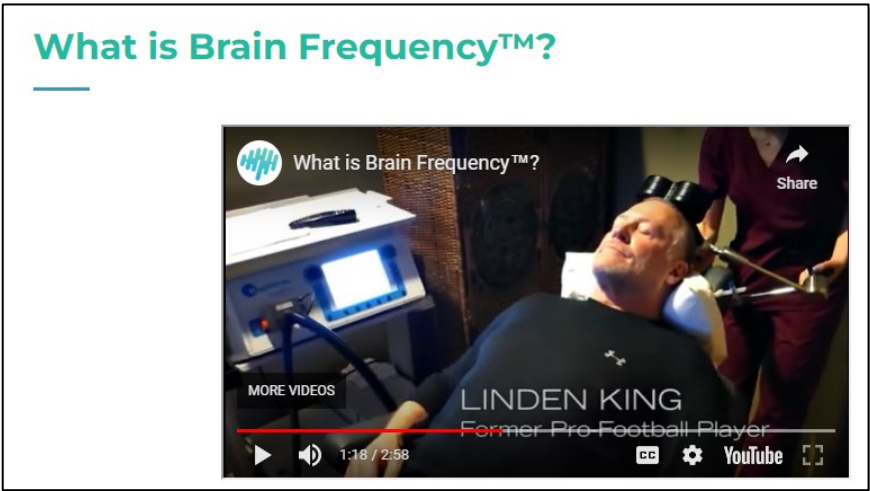 What is Brain Frequency™?
What is Brain Frequency™?
Share
MORE VIDEOS
LINDEN KING
Former Pro-Football Player
1:18 / 2:58
CC
YouTube